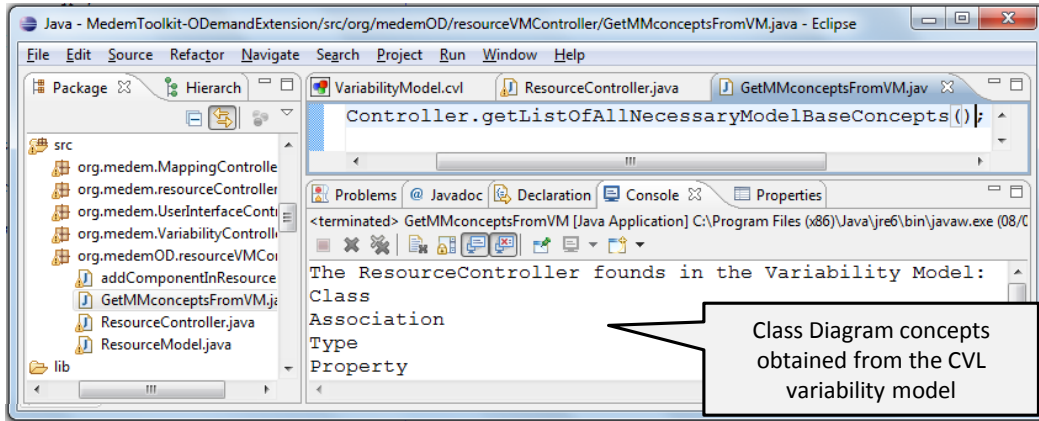 Java - MedemToolkit-ODemandExtension/src/org/medemOD/resourceVMController/GetMMconceptsFromVM.java - Eclipse
File Edit Source Refactor Navigate Search Project Run Window Help
Package Hierarch
VariabilityModel.cvl ResourceController.java GetMMconceptsFromVM.jav
Controller.getListOfAllNecessaryModelBaseConcepts();
src
org.medem.MappingControlle
org.medem.resourceController
org.medem.UserInterfaceContr
org.medem.VariabilityControll
org.medemOD.resourceVMCon
addComponentInResource
GetMMconceptsFromVM.ja
ResourceController.java
ResourceModel.java
lib
Problems @ Javadoc Declaration Console Properties
<terminated> GetMMconceptsFromVM [Java Application] C:\Program Files (x86)\Java\jre6\bin\javaw.exe (08/0
The ResourceController founds in the Variability Model:
Class
Association
Type
Property
Class Diagram concepts
obtained from the CVL
variability model